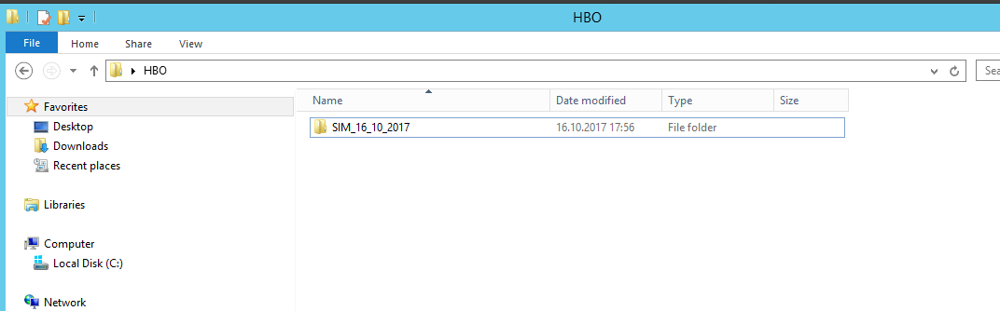 HBO
File Home Share View
HBO Sea
Favorites
Desktop
Downloads
Recent places
Libraries
Computer
Local Disk (C:)
Network
Name Date modified Type Size
SIM_16_10_2017 16.10.2017 17:56 File folder